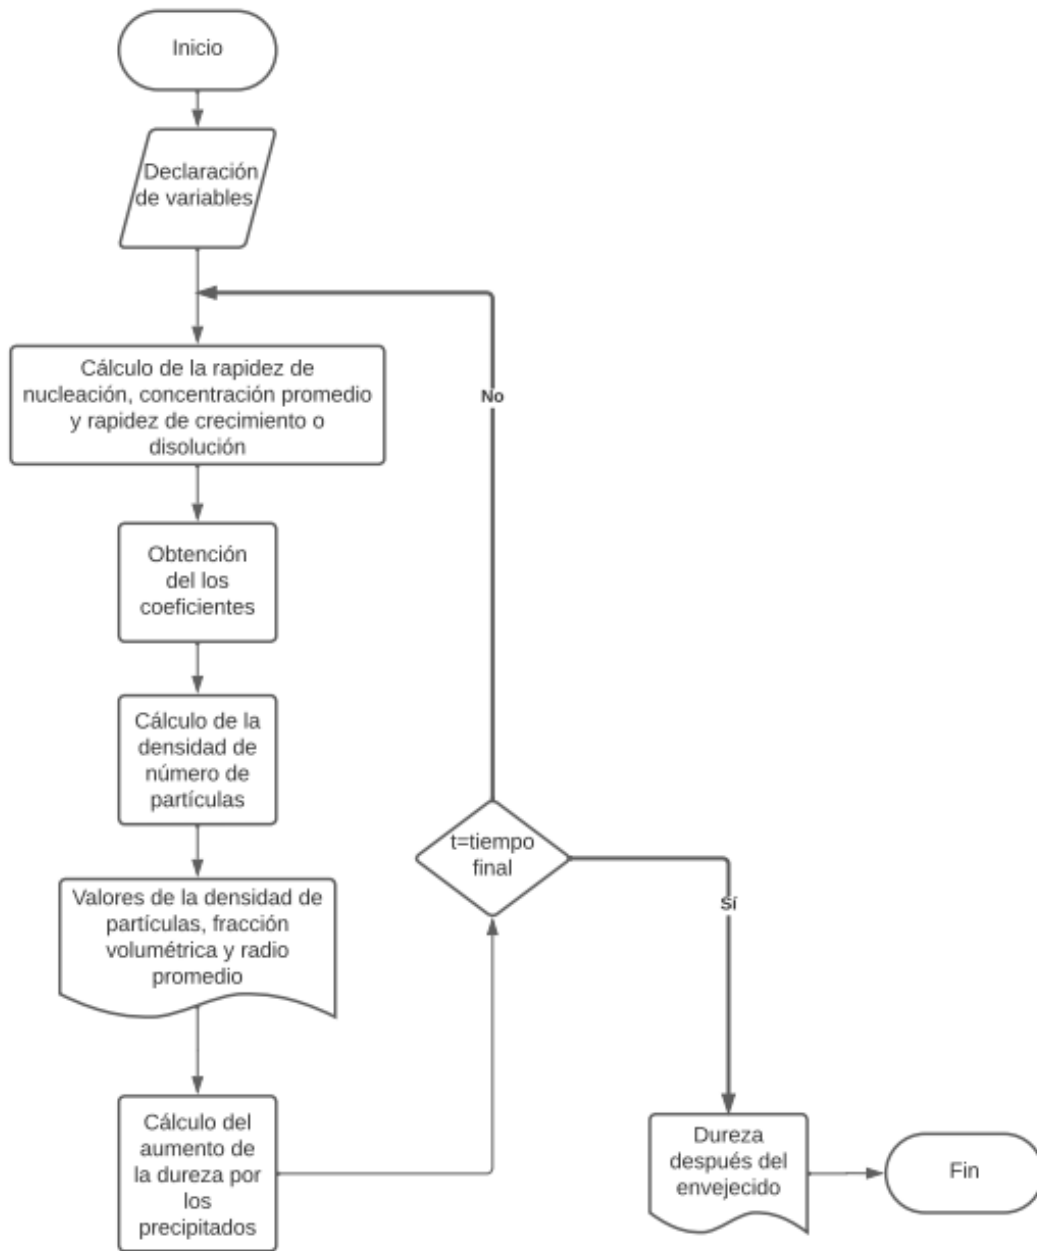 Inicio
Declaración
de variables
Cálculo de la rapidez de
nucleación, concentración promedio
y rapidez de crecimiento o
disolución
No
Obtención
del los
coeficientes
Cálculo de la
densidad de
número de
partículas
t=tiempo
final
Valores de la densidad de
partículas, fracción
volumétrica y radio
promedio
Sí
Cálculo del
aumento de
la dureza por
los
precipitados
Dureza
después del
envejecido
Fin